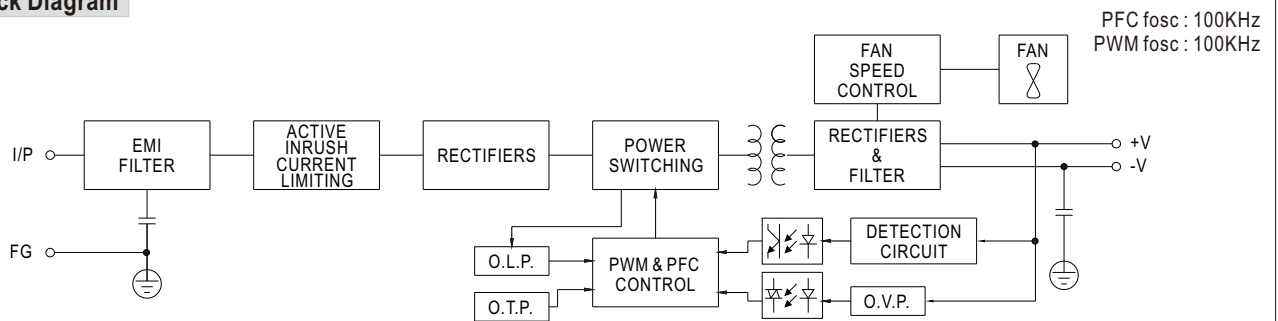 ck Diagram
PFC fosc : 100KHz
PWM fosc : 100KHz
FAN
SPEED
CONTROL
FAN
I/P
EMI
FILTER
ACTIVE
INRUSH
CURRENT
LIMITING
RECTIFIERS
POWER
SWITCHING
RECTIFIERS
&
FILTER
+V
-V
FG
O.L.P.
O.T.P.
PWM & PFC
CONTROL
DETECTION
CIRCUIT
O.V.P.